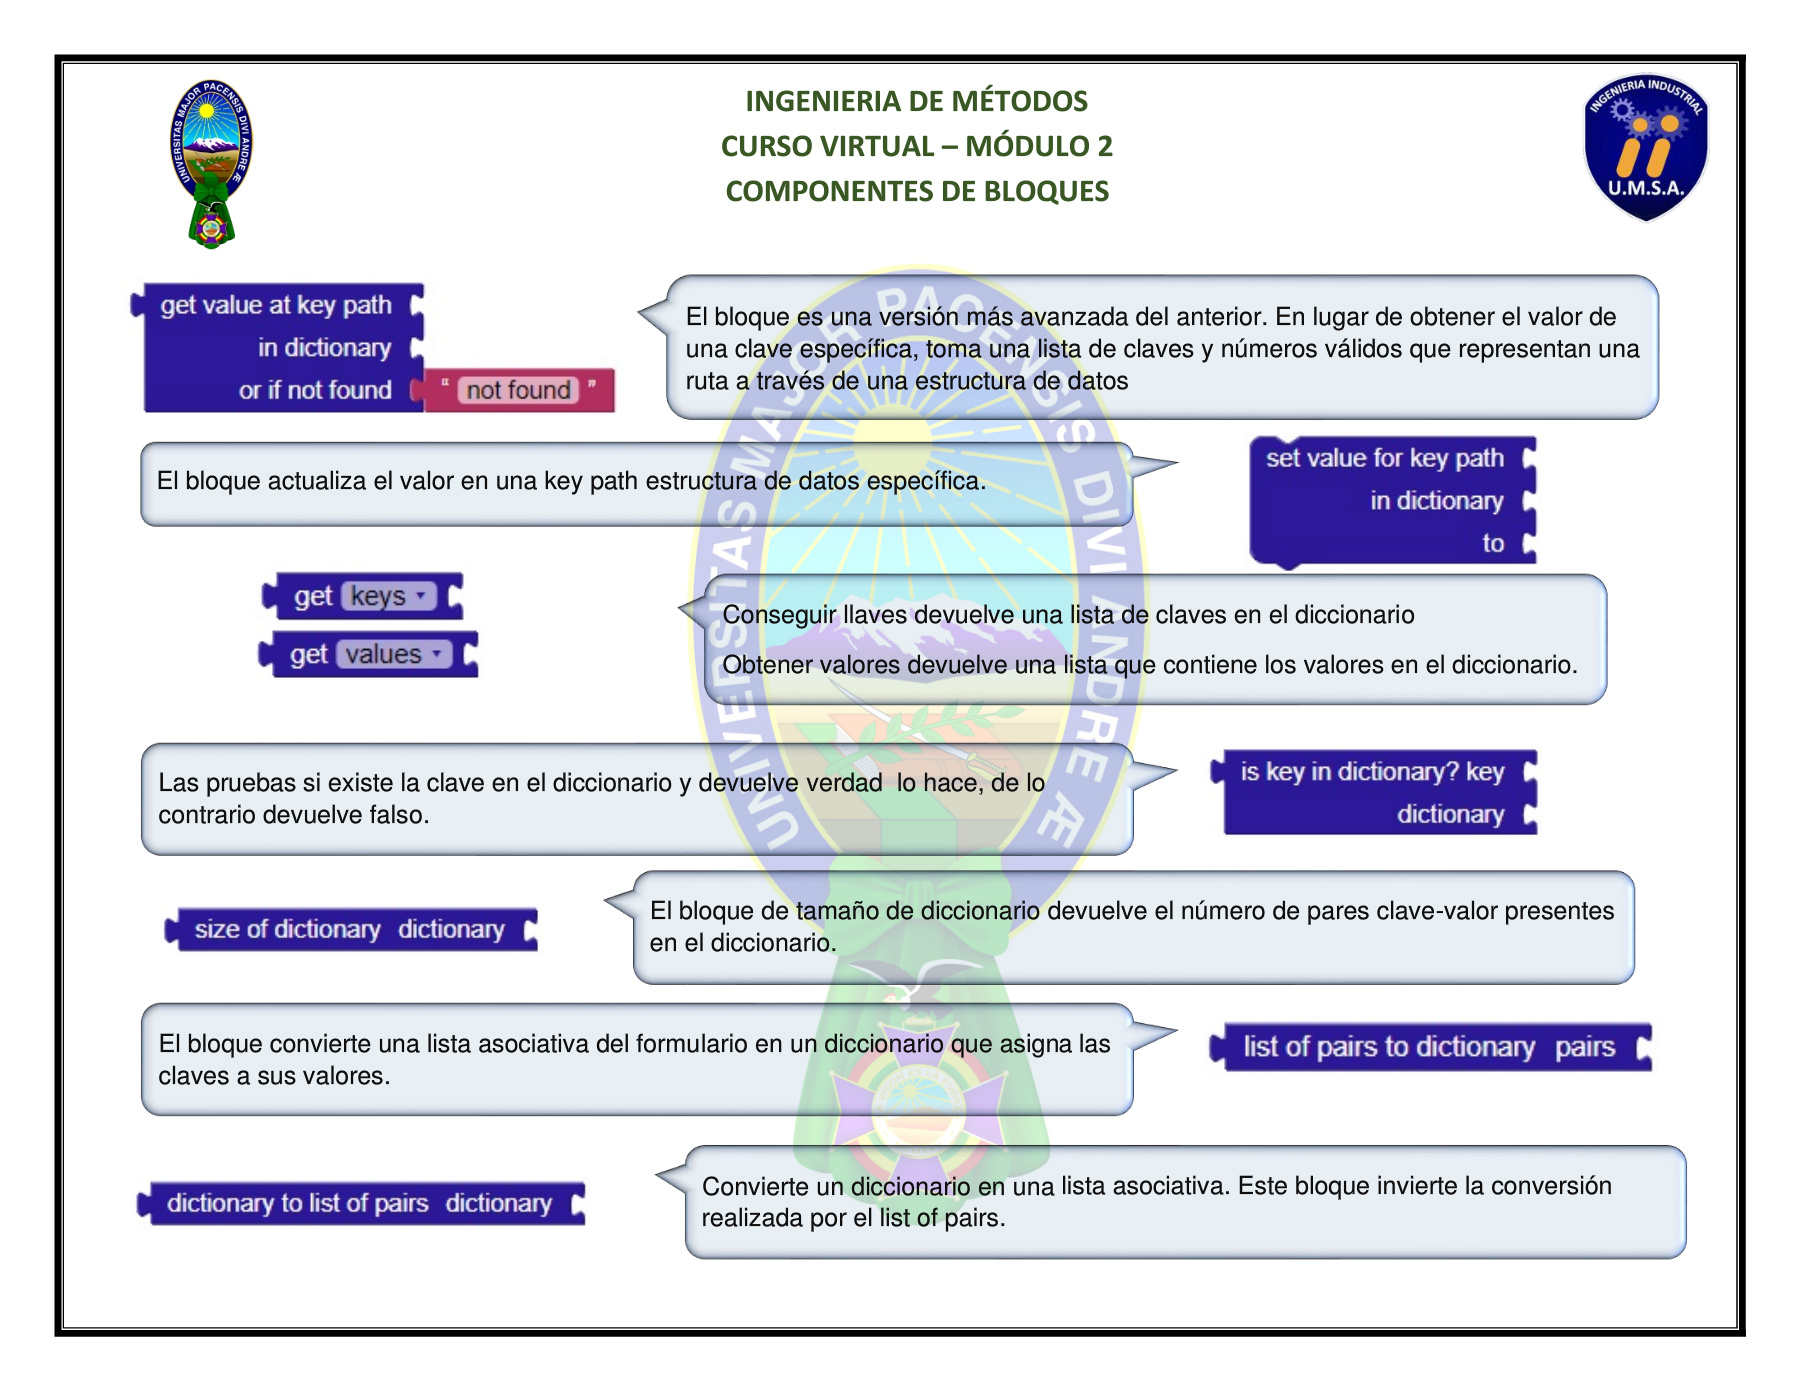 INGENIERIA DE MÉTODOS
CURSO VIRTUAL – MÓDULO 2
COMPONENTES DE BLOQUES
UNIVERSITAS MAJOR PACENSIS DIVI ANDRE Æ
INGENIERIA INDUSTRIAL
U.M.S.A.
get value at key path
in dictionary
or if not found " not found "
El bloque es una versión más avanzada del anterior. En lugar de obtener el valor de
una clave específica, toma una lista de claves y números válidos que representan una
ruta a través de una estructura de datos
El bloque actualiza el valor en una key path estructura de datos específica.
set value for key path
in dictionary
to
get keys
get values
Conseguir llaves devuelve una lista de claves en el diccionario
Obtener valores devuelve una lista que contiene los valores en el diccionario.
Las pruebas si existe la clave en el diccionario y devuelve verdad lo hace, de lo
contrario devuelve falso.
is key in dictionary? key
dictionary
size of dictionary dictionary
El bloque de tamaño de diccionario devuelve el número de pares clave-valor presentes
en el diccionario.
El bloque convierte una lista asociativa del formulario en un diccionario que asigna las
claves a sus valores.
list of pairs to dictionary pairs
dictionary to list of pairs dictionary
Convierte un diccionario en una lista asociativa. Este bloque invierte la conversión
realizada por el list of pairs.
UNIVERSITAS MAJOR PACENSIS DIVI ANDRE Æ